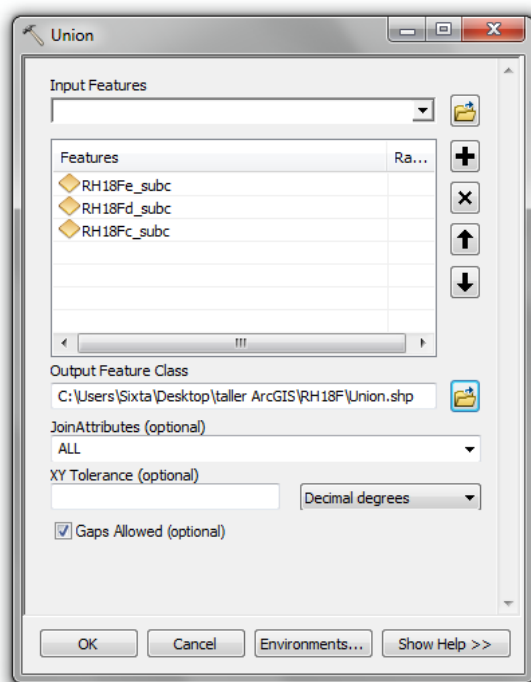 Union
Input Features
Features Ra...
RH18Fe_subc
RH18Fd_subc
RH18Fc_subc
Output Feature Class
C:\Users\Sixta\Desktop\taller ArcGIS\RH18F\Union.shp
JoinAttributes (optional)
ALL
XY Tolerance (optional)
Decimal degrees
Gaps Allowed (optional)
OK Cancel Environments... Show Help >>